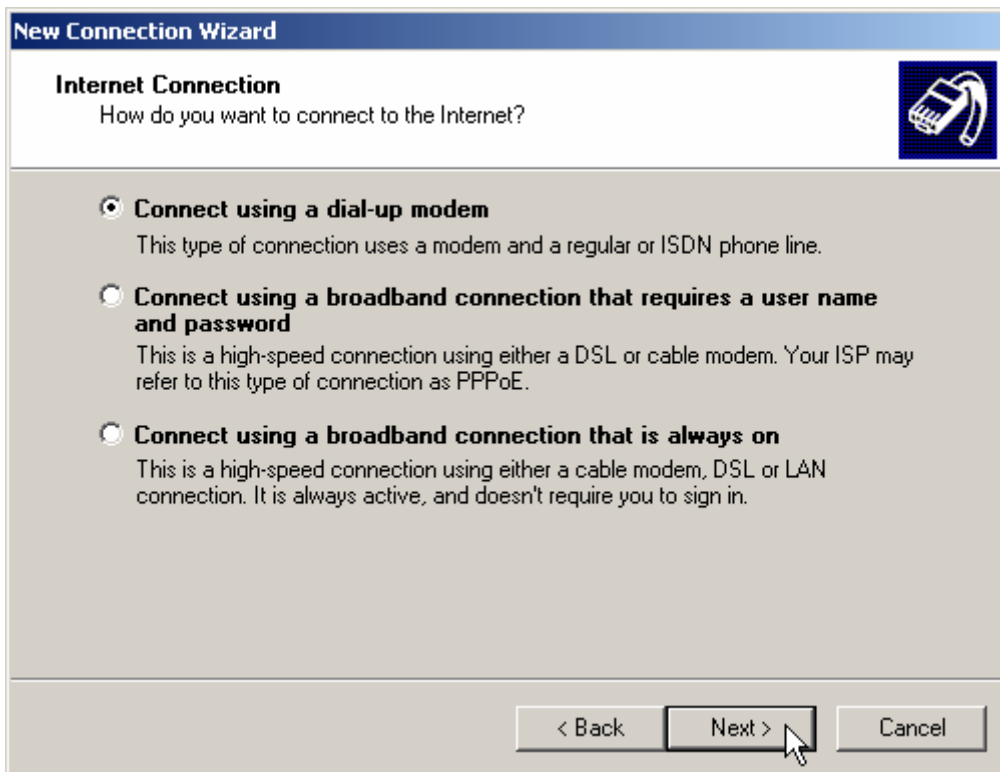 New Connection Wizard
Internet Connection
How do you want to connect to the Internet?
Connect using a dial-up modem
This type of connection uses a modem and a regular or ISDN phone line.
Connect using a broadband connection that requires a user name
and password
This is a high-speed connection using either a DSL or cable modem. Your ISP may
refer to this type of connection as PPPoE.
Connect using a broadband connection that is always on
This is a high-speed connection using either a cable modem, DSL or LAN
connection. It is always active, and doesn't require you to sign in.
< Back Next > Cancel